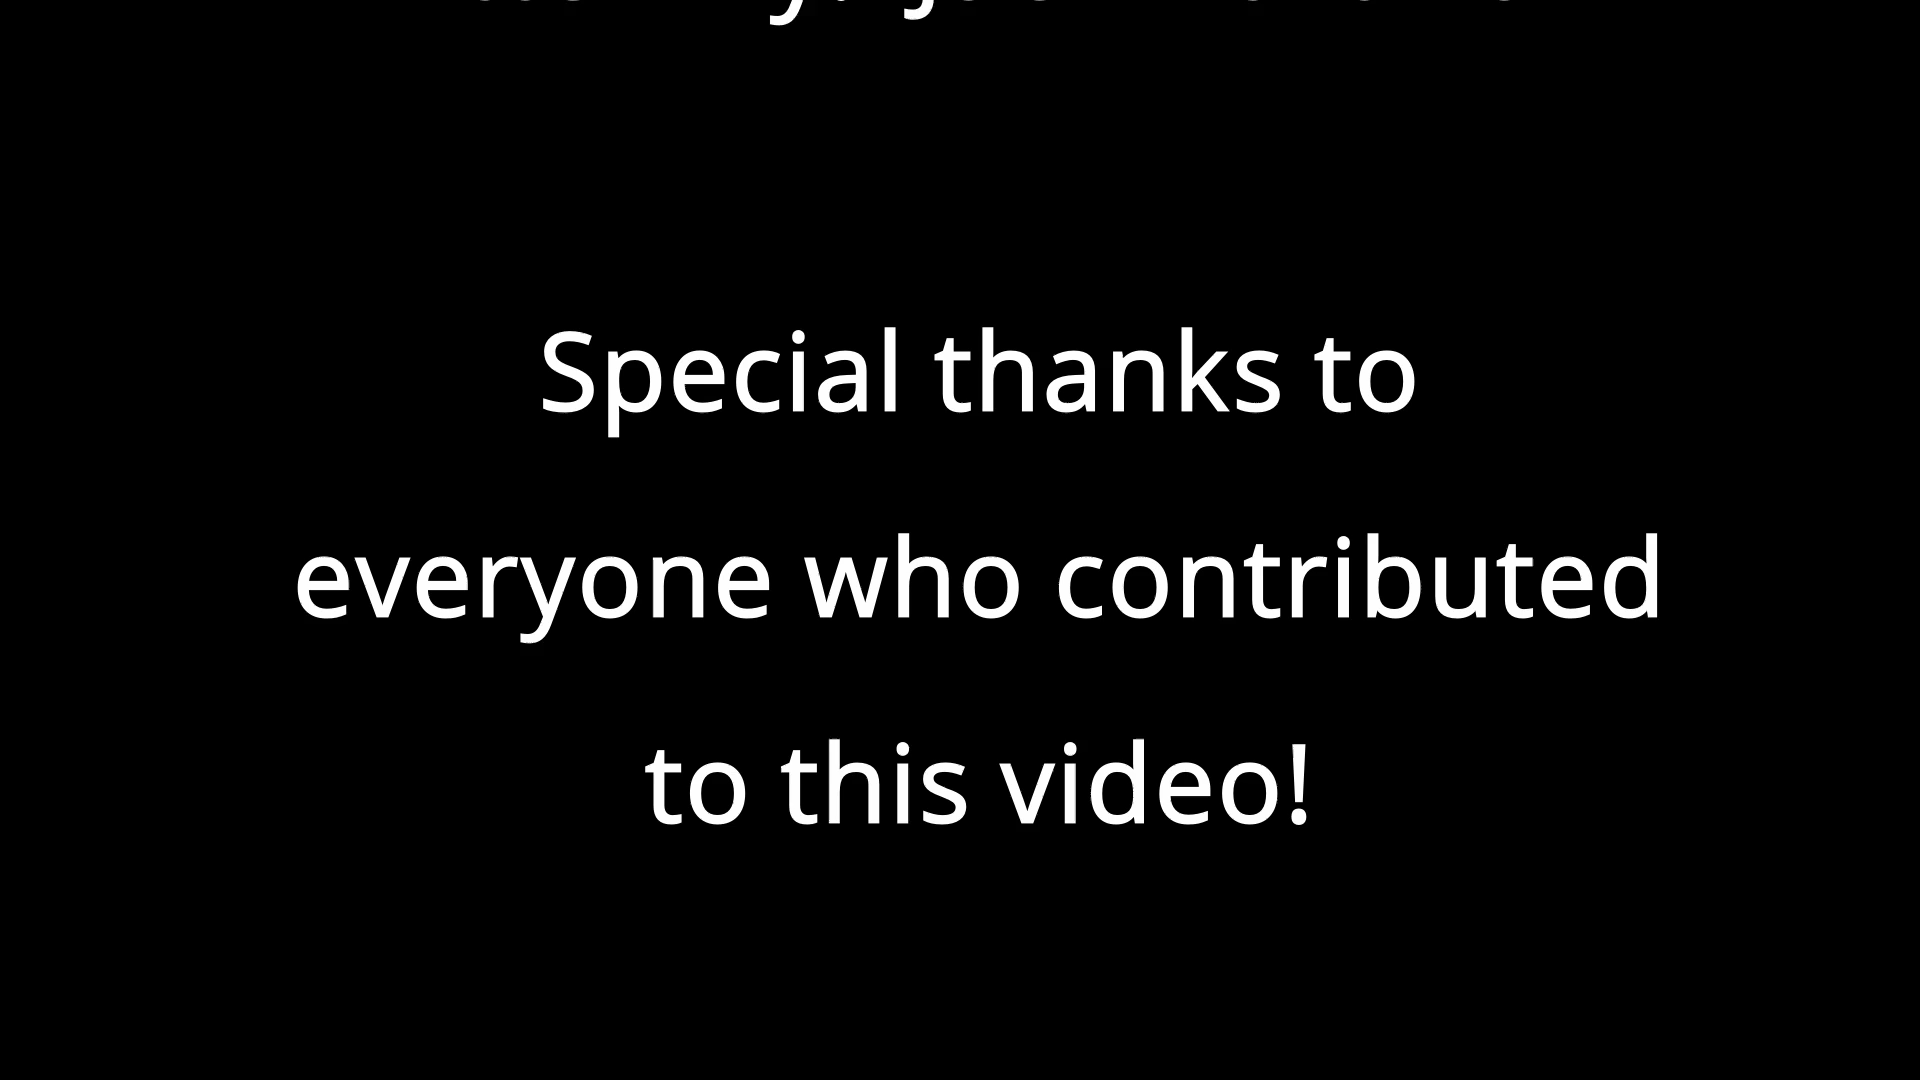 Special thanks to
everyone who contributed
to this video!